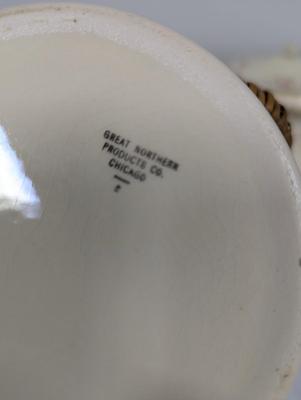 GREAT NORTHERN
PRODUCTS CO.
CHICAGO